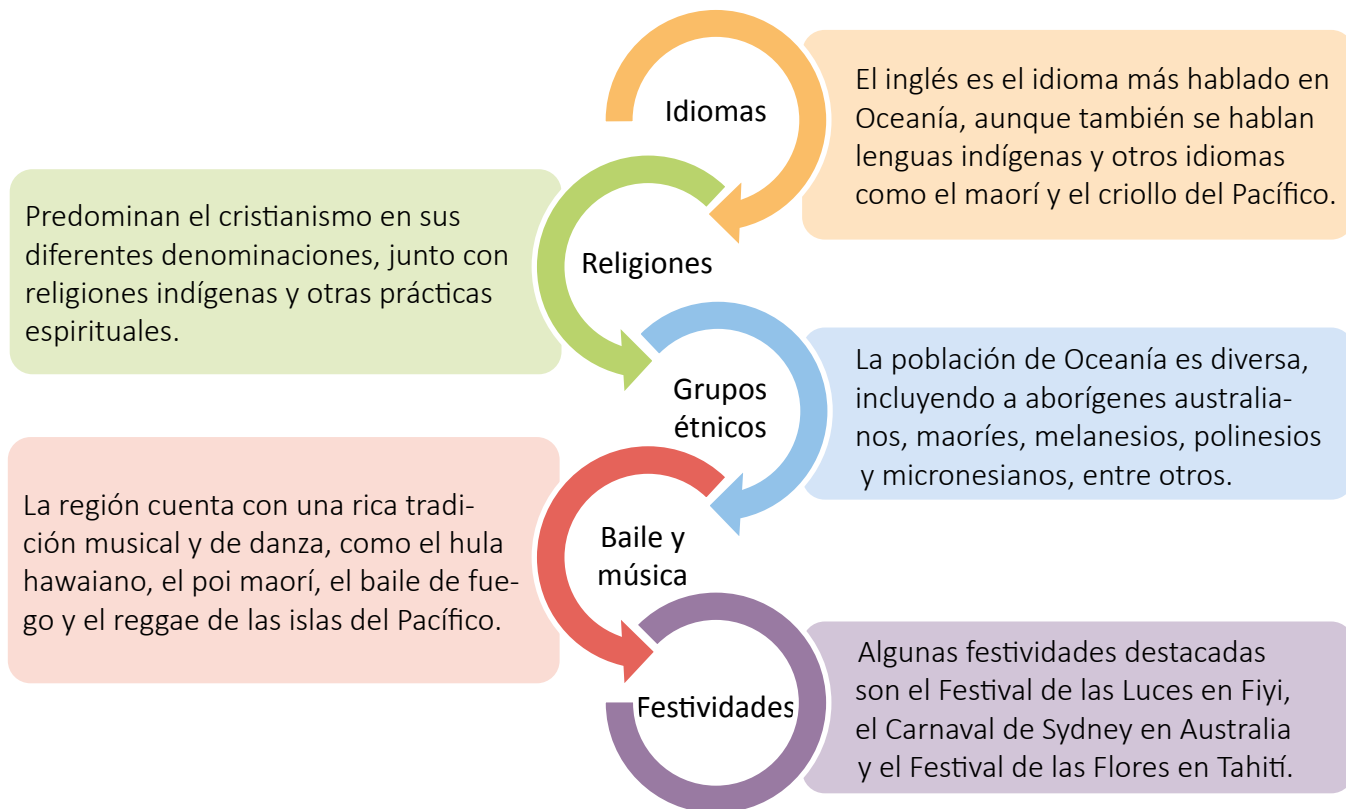 Idiomas
El inglés es el idioma más hablado en
Oceanía, aunque también se hablan
lenguas indígenas y otros idiomas
como el maorí y el criollo del Pacífico.
Predominan el cristianismo en sus
diferentes denominaciones, junto con
religiones indígenas y otras prácticas
espirituales.
Religiones
Grupos
étnicos
La población de Oceanía es diversa,
incluyendo a aborígenes australia-
nos, maoríes, melanesios, polinesios
y micronesianos, entre otros.
La región cuenta con una rica tradi-
ción musical y de danza, como el hula
hawaiano, el poi maorí, el baile de fue-
go y el reggae de las islas del Pacífico.
Baile y
música
Festividades
Algunas festividades destacadas
son el Festival de las Luces en Fiyi,
el Carnaval de Sydney en Australia
y el Festival de las Flores en Tahití.